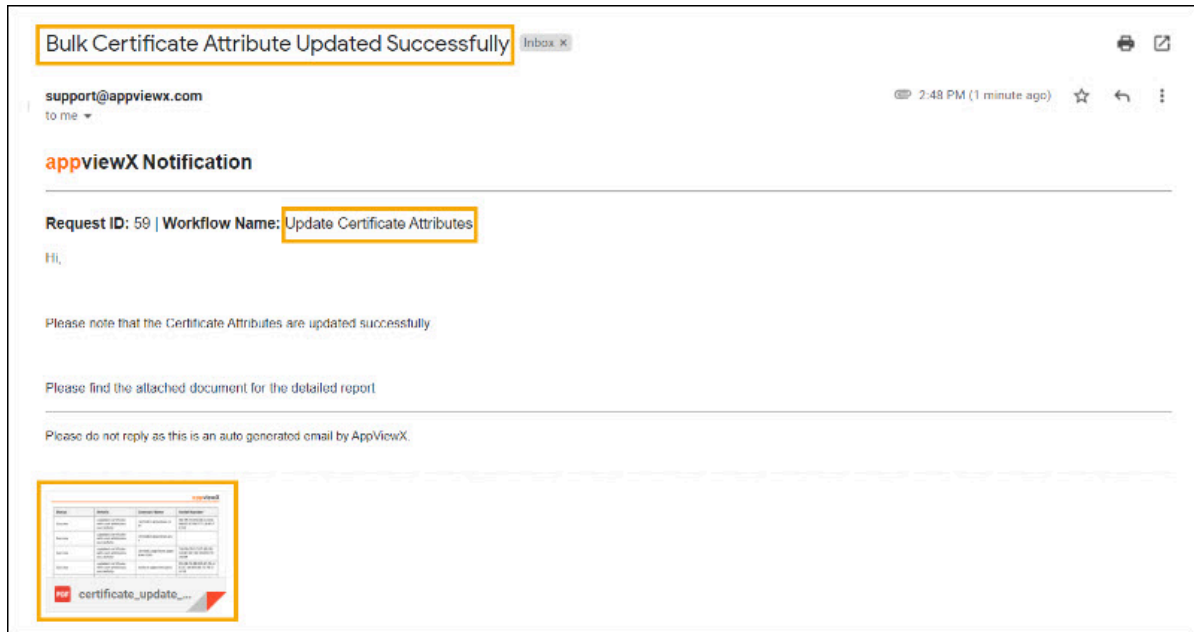 Bulk Certificate Attribute Updated Successfully Inbox ×
support@appviewx.com 2:48 PM (1 minute ago)
to me
appviewX Notification
Request ID: 59 | Workflow Name: Update Certificate Attributes
Hi,
Please note that the Certificate Attributes are updated successfully
Please find the attached document for the detailed report
Please do not reply as this is an auto generated email by AppViewX.
appviewX
PDF certificate_update_...